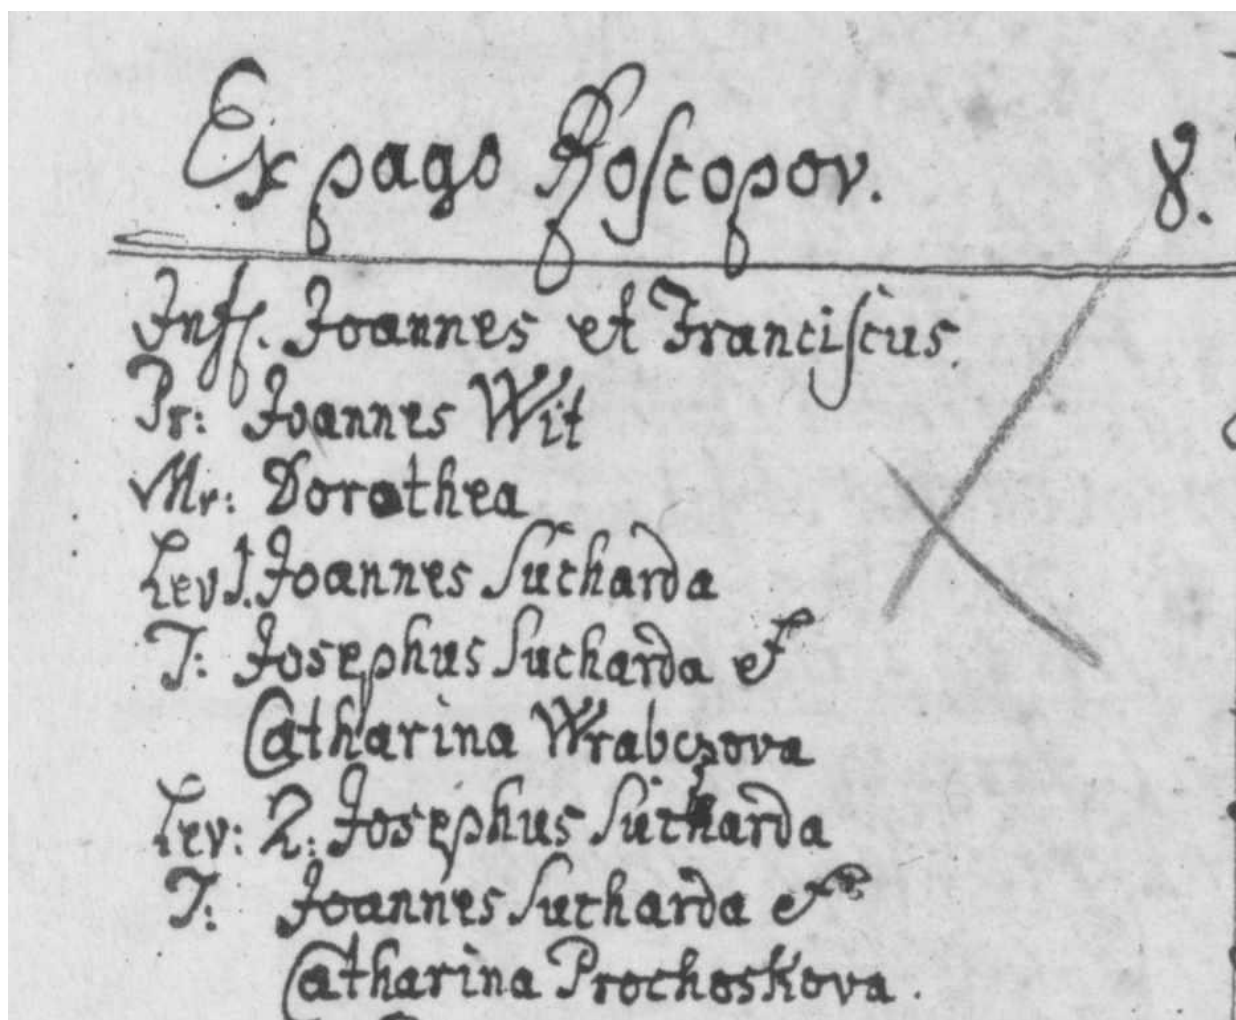 Ex pago Roscopov. 8.
Inff. Joannes et Franciscus.
Pr: Joannes Wit
Mr: Dorothea
Lev 1. Joannes Sucharda
T: Josephus Sucharda et
Catharina Wrabczova
Lev: 2: Josephus Sucharda
T: Joannes Sucharda et
Catharina Prochoskova.